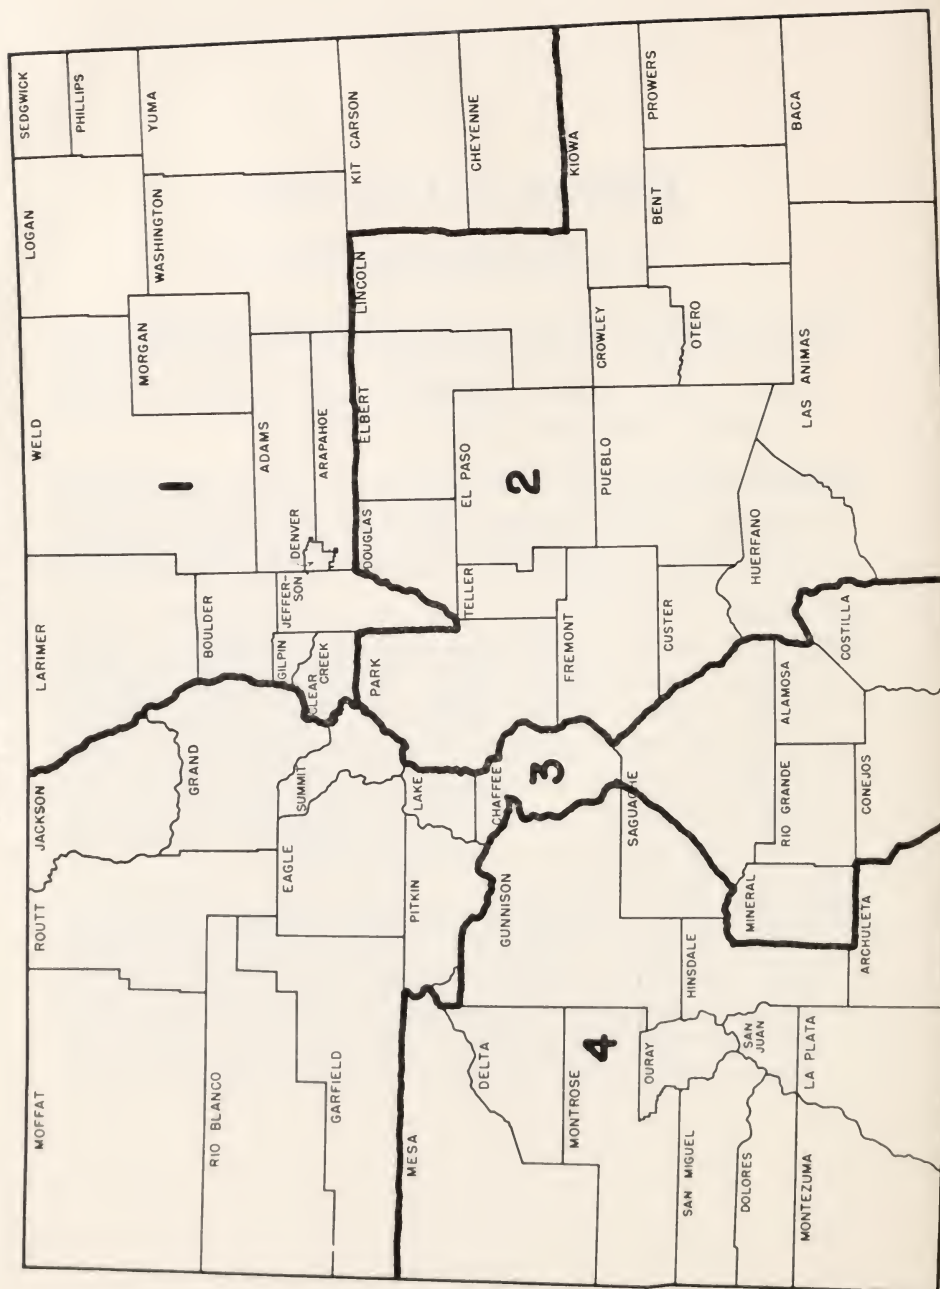 MOFFAT
ROUTT
JACKSON
LARIMER
WELD
LOGAN
SEDGWICK
PHILLIPS
YUMA
WASHINGTON
MORGAN
RIO BLANCO
GRAND
BOULDER
1
ADAMS
ARAPAHOE
DENVER
JEFFER-
SON
GILPIN
CLEAR
CREEK
SUMMIT
EAGLE
GARFIELD
KIT CARSON
LINCOLN
ELBERT
DOUGLAS
PARK
LAKE
PITKIN
MESA
DELTA
GUNNISON
CHAFFEE
TELLER
EL PASO
CHEYENNE
2
KIOWA
CROWLEY
PUEBLO
FREMONT
3
4
MONTROSE
OURAY
SAGUACHE
CUSTER
OTERO
BENT
PROWERS
HINSDALE
SAN MIGUEL
SAN
JUAN
DOLORES
MINERAL
RIO GRANDE
ALAMOSA
HUERFANO
LAS ANIMAS
BACA
COSTILLA
CONEJOS
ARCHULETA
LA PLATA
MONTEZUMA